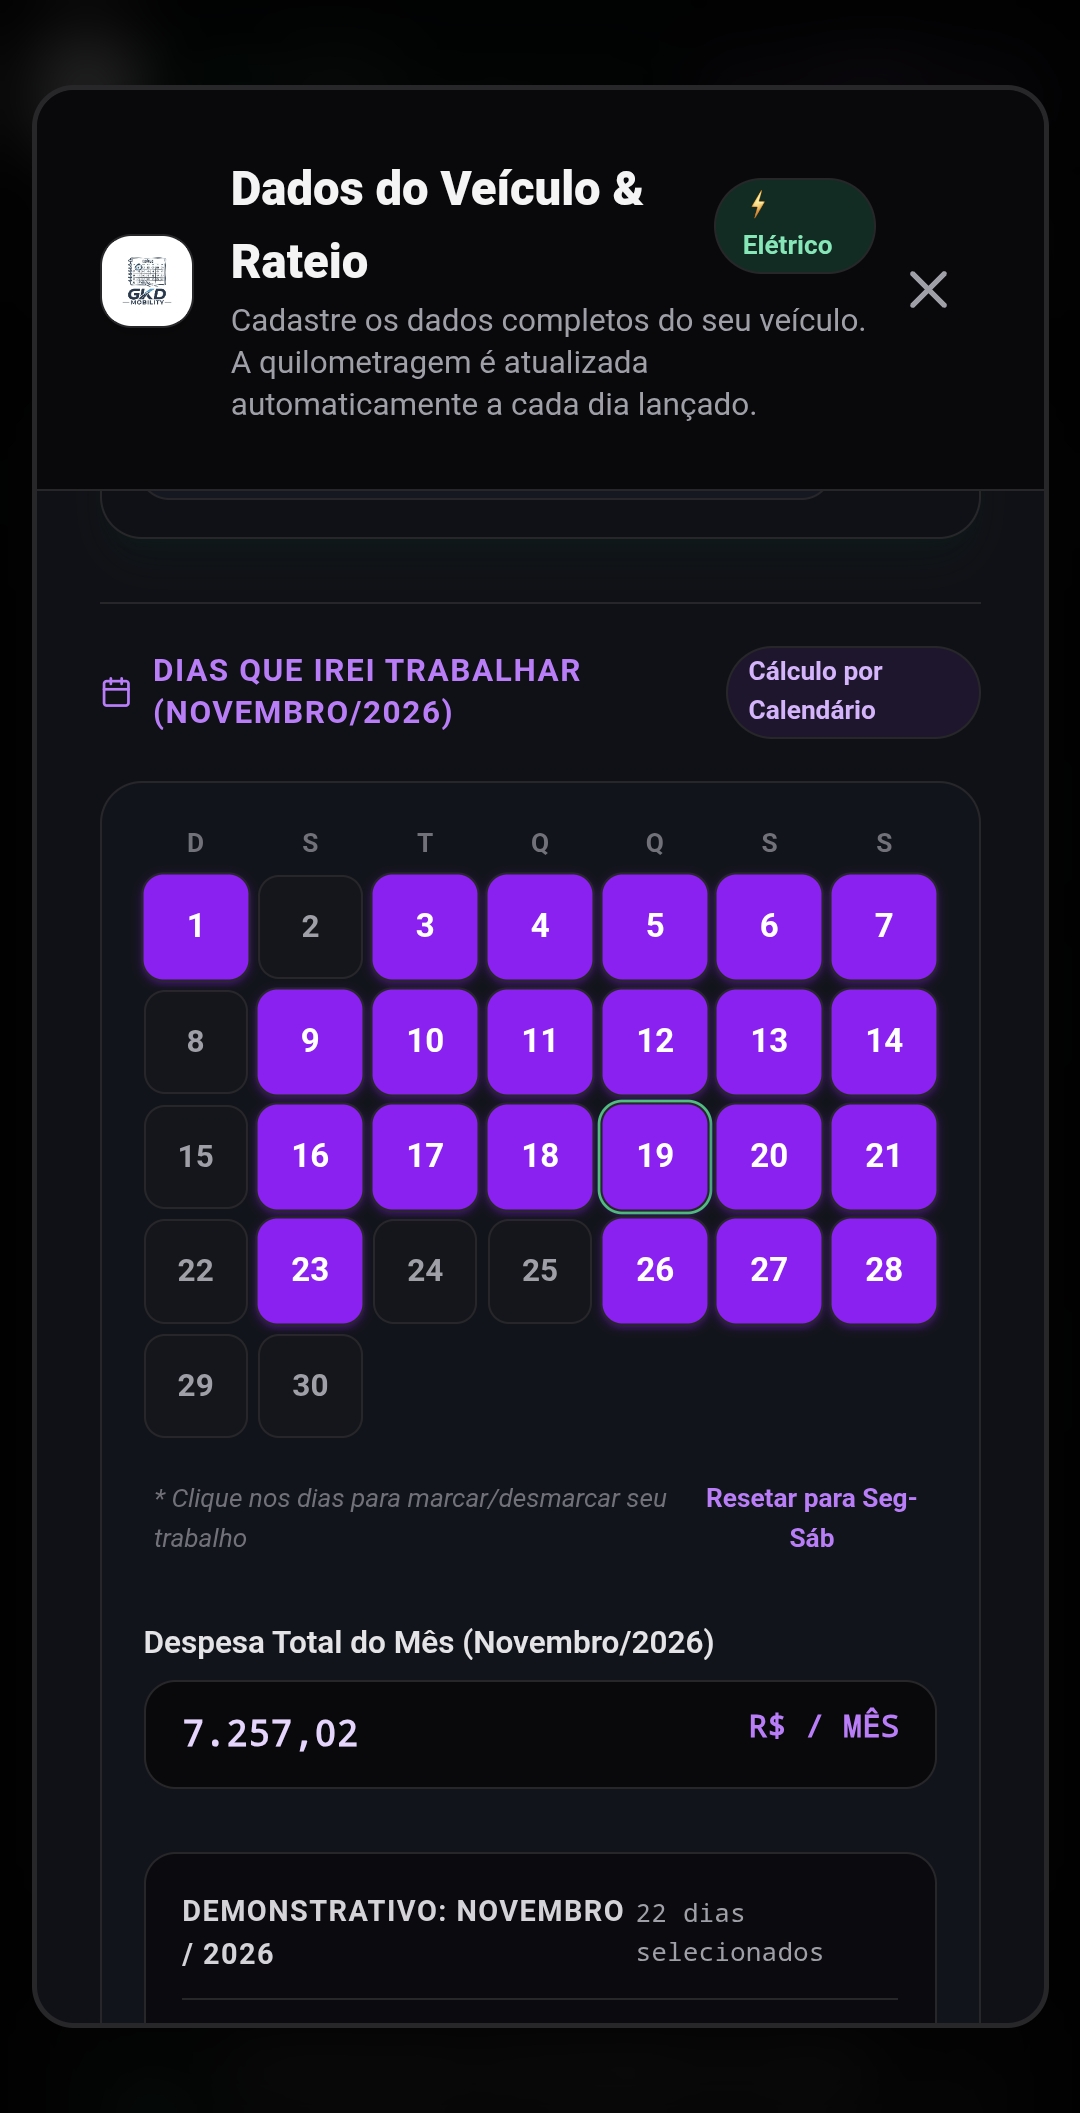 Dados do Veículo &
Rateio
⚡
Elétrico
GKD
MOBILITY
Cadastre os dados completos do seu veículo.
A quilometragem é atualizada
automaticamente a cada dia lançado.
DIAS QUE IREI TRABALHAR
(NOVEMBRO/2026)
Cálculo por
Calendário
D S T Q Q S S
1 2 3 4 5 6 7
8 9 10 11 12 13 14
15 16 17 18 19 20 21
22 23 24 25 26 27 28
29 30
* Clique nos dias para marcar/desmarcar seu
trabalho
Resetar para Seg-
Sáb
Despesa Total do Mês (Novembro/2026)
7.257,02 R$ / MÊS
DEMONSTRATIVO: NOVEMBRO
/ 2026
22 dias
selecionados